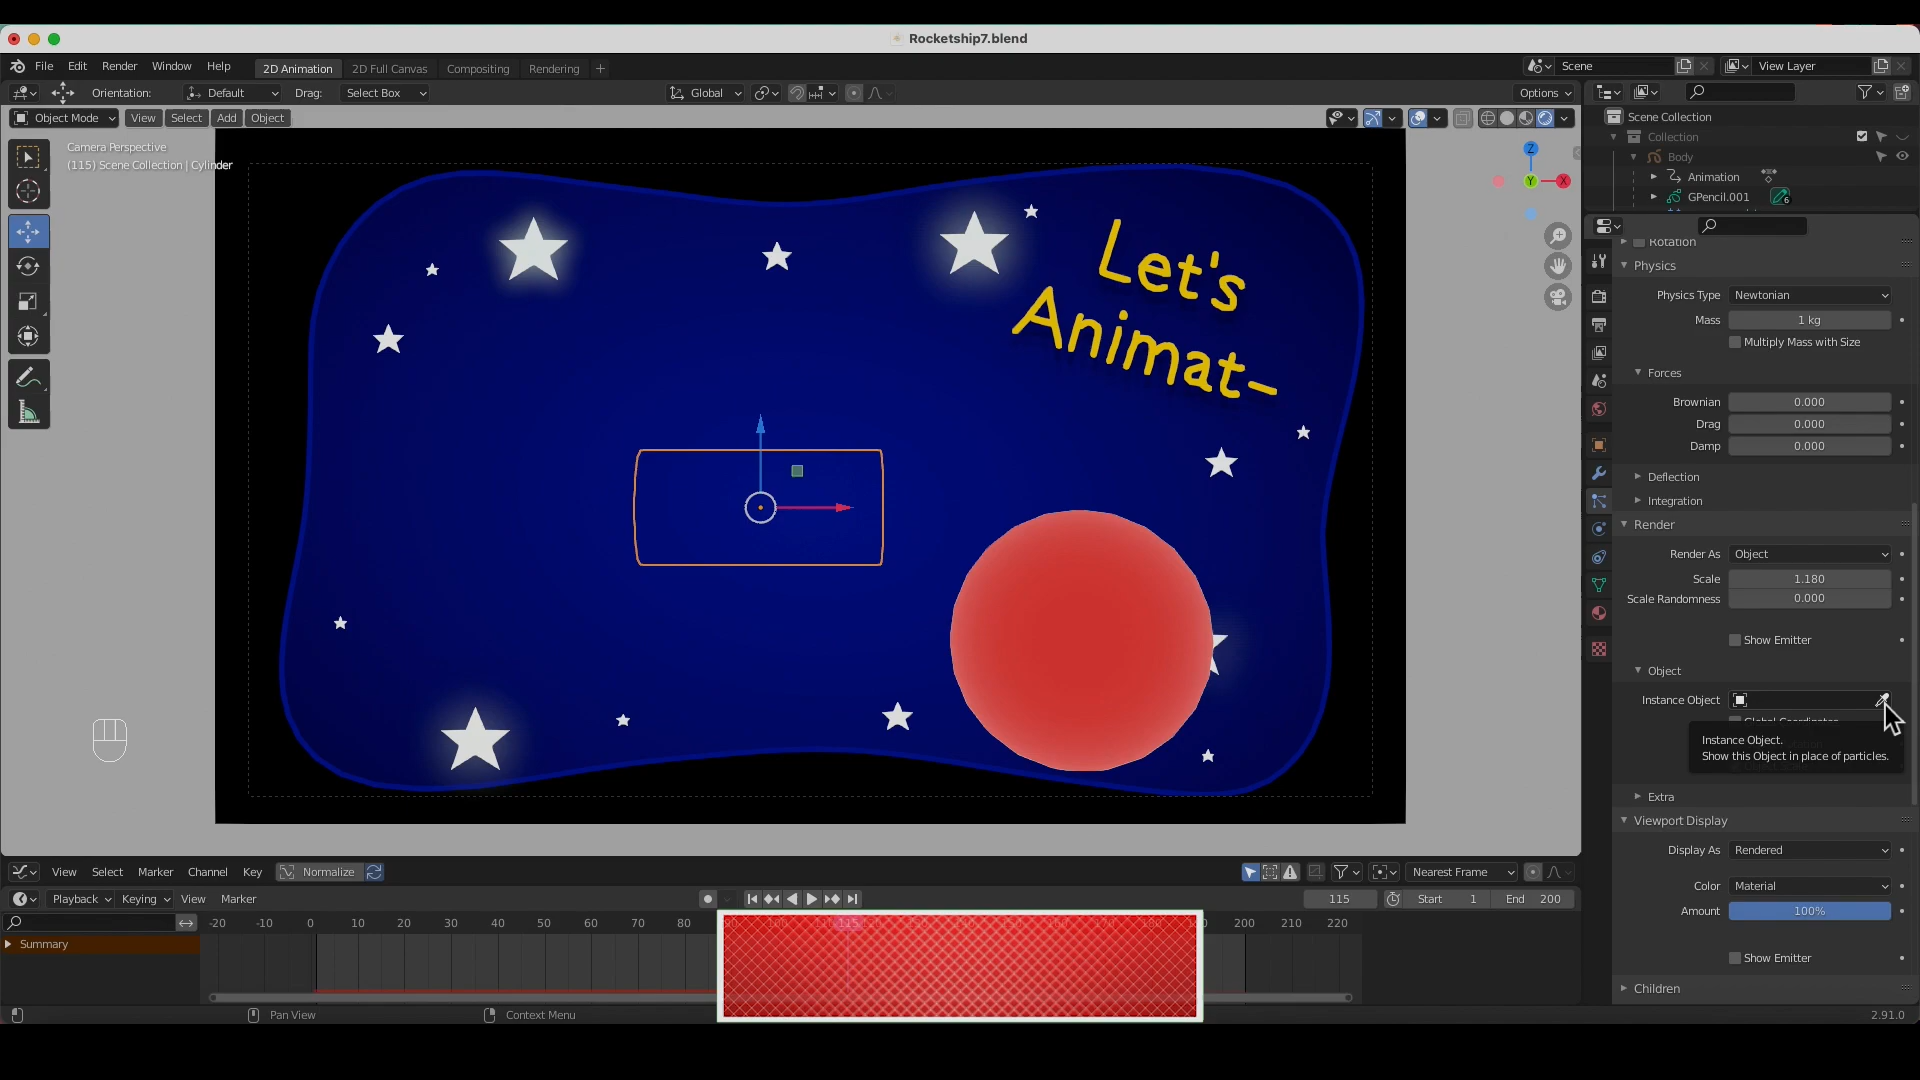 Rocketship7.blend
File Edit Render Window Help 2D Animation 2D Full Canvas Compositing Rendering + Scene View Layer
Orientation: Default Drag: Select Box Global Options
Object Mode View Select Add Object
Camera Perspective
(115) Scene Collection | Cylinder
Z
Y X
Let's
Animat-
Scene Collection
Collection
Body
Animation
GPencil.001 6
Rotation
Physics
Physics Type Newtonian
Mass 1 kg
Multiply Mass with Size
Forces
Brownian 0.000
Drag 0.000
Damp 0.000
Deflection
Integration
Render
Render As Object
Scale 1.180
Scale Randomness 0.000
Show Emitter
Object
Instance Object
Instance Object.
Show this Object in place of particles.
Extra
Viewport Display
Display As Rendered
Color Material
Amount 100%
Show Emitter
Children
View Select Marker Channel Key Normalize Nearest Frame
Playback Keying View Marker 115 Start 1 End 200
-20 -10 0 10 20 30 40 50 60 70 80 115 200 210 220
Summary
Pan View Context Menu 2.91.0